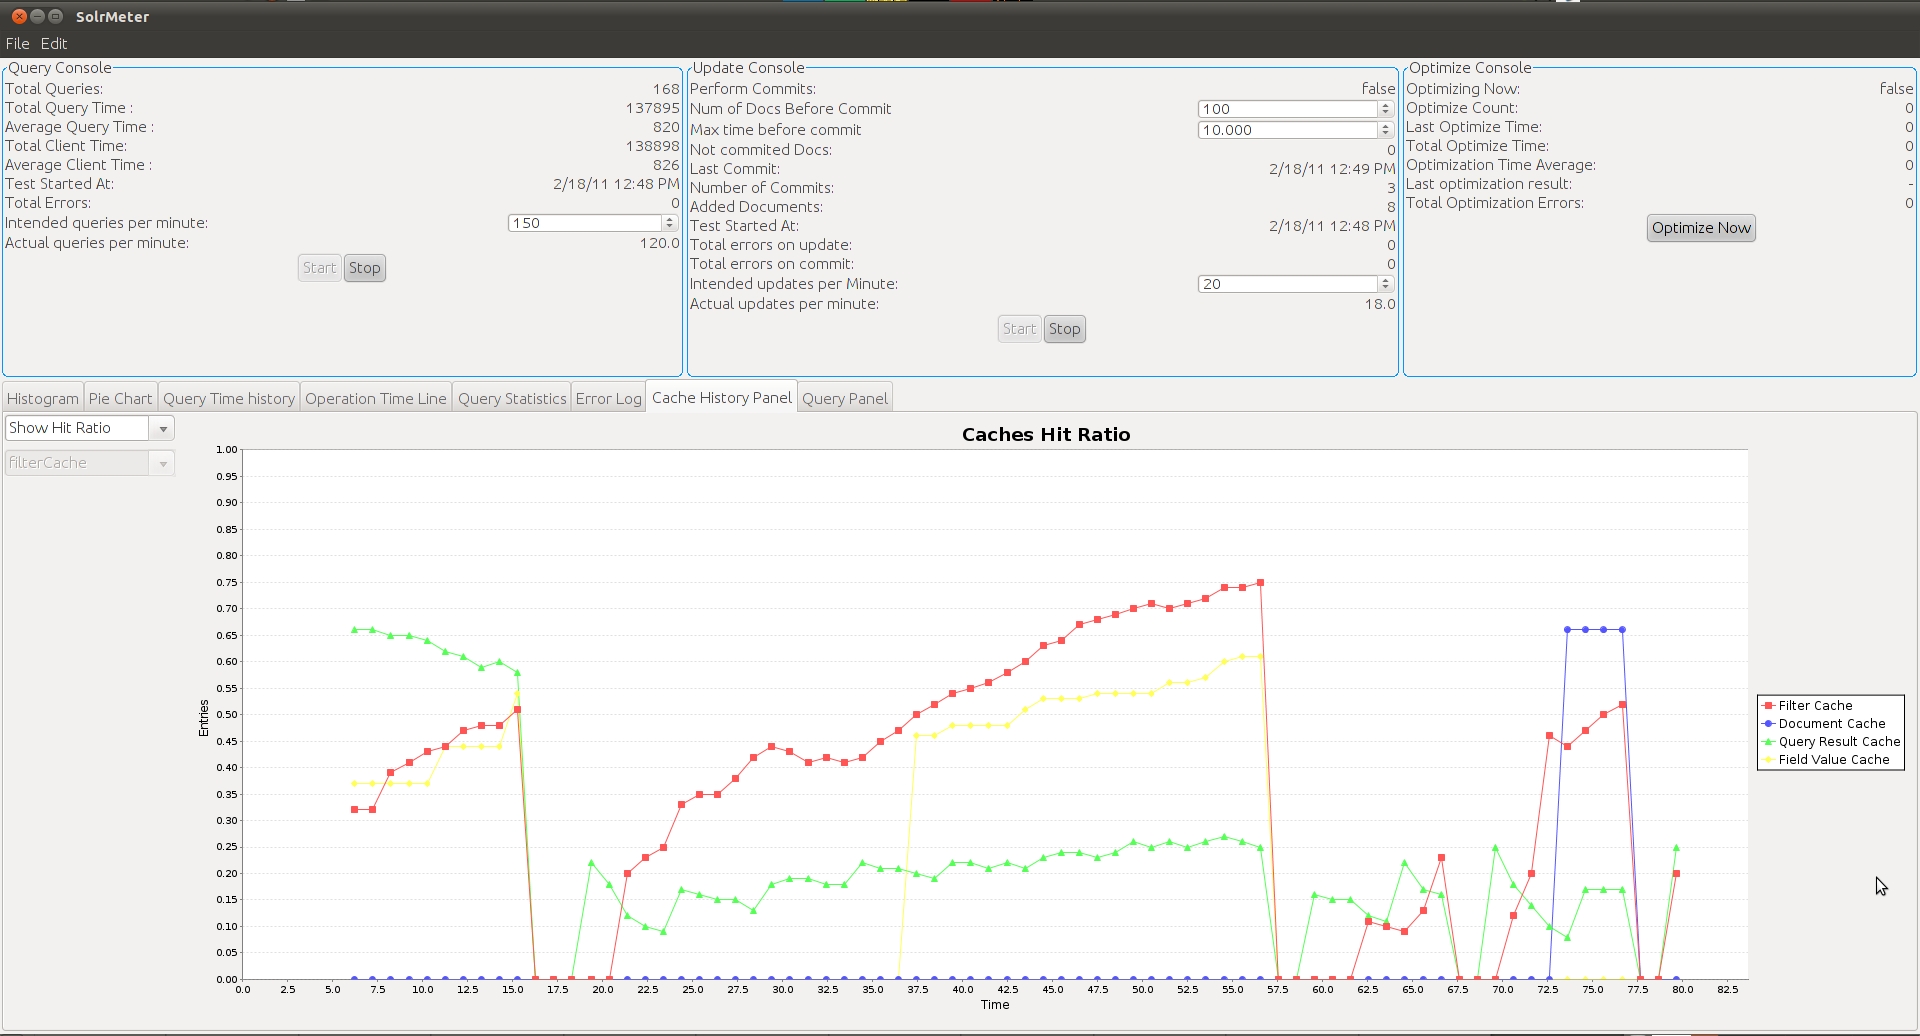 SolrMeter
File Edit
Query Console
Total Queries: 168
Total Query Time : 137895
Average Query Time : 820
Total Client Time: 138898
Average Client Time : 826
Test Started At: 2/18/11 12:48 PM
Total Errors: 0
Intended queries per minute: 150
Actual queries per minute: 120.0
Start Stop
Update Console
Perform Commits: false
Num of Docs Before Commit 100
Max time before commit 10.000
Not commited Docs: 0
Last Commit: 2/18/11 12:49 PM
Number of Commits: 3
Added Documents: 8
Test Started At: 2/18/11 12:48 PM
Total errors on update: 0
Total errors on commit: 0
Intended updates per Minute: 20
Actual updates per minute: 18.0
Start Stop
Optimize Console
Optimizing Now: false
Optimize Count: 0
Last Optimize Time: 0
Total Optimize Time: 0
Optimization Time Average: 0
Last optimization result: -
Total Optimization Errors: 0
Optimize Now
Histogram Pie Chart Query Time history Operation Time Line Query Statistics Error Log Cache History Panel Query Panel
Show Hit Ratio
filterCache
Caches Hit Ratio
1.00
0.95
0.90
0.85
0.80
0.75
0.70
0.65
0.60
0.55
0.50
0.45
0.40
0.35
0.30
0.25
0.20
0.15
0.10
0.05
0.00
Entries
0.0 2.5 5.0 7.5 10.0 12.5 15.0 17.5 20.0 22.5 25.0 27.5 30.0 32.5 35.0 37.5 40.0 42.5 45.0 47.5 50.0 52.5 55.0 57.5 60.0 62.5 65.0 67.5 70.0 72.5 75.0 77.5 80.0 82.5
Time
Filter Cache
Document Cache
Query Result Cache
Field Value Cache